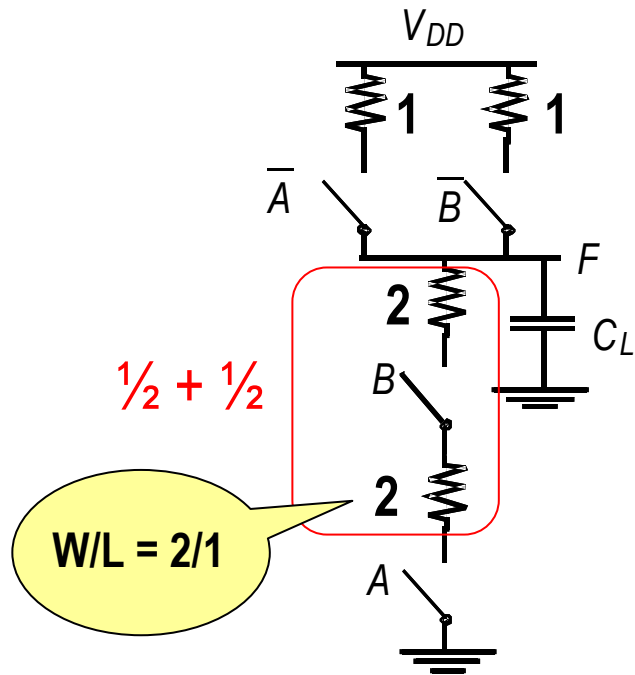 V_DD
1 1
A̅ B̅
F
2
C_L
½ + ½
B
2
W/L = 2/1
A